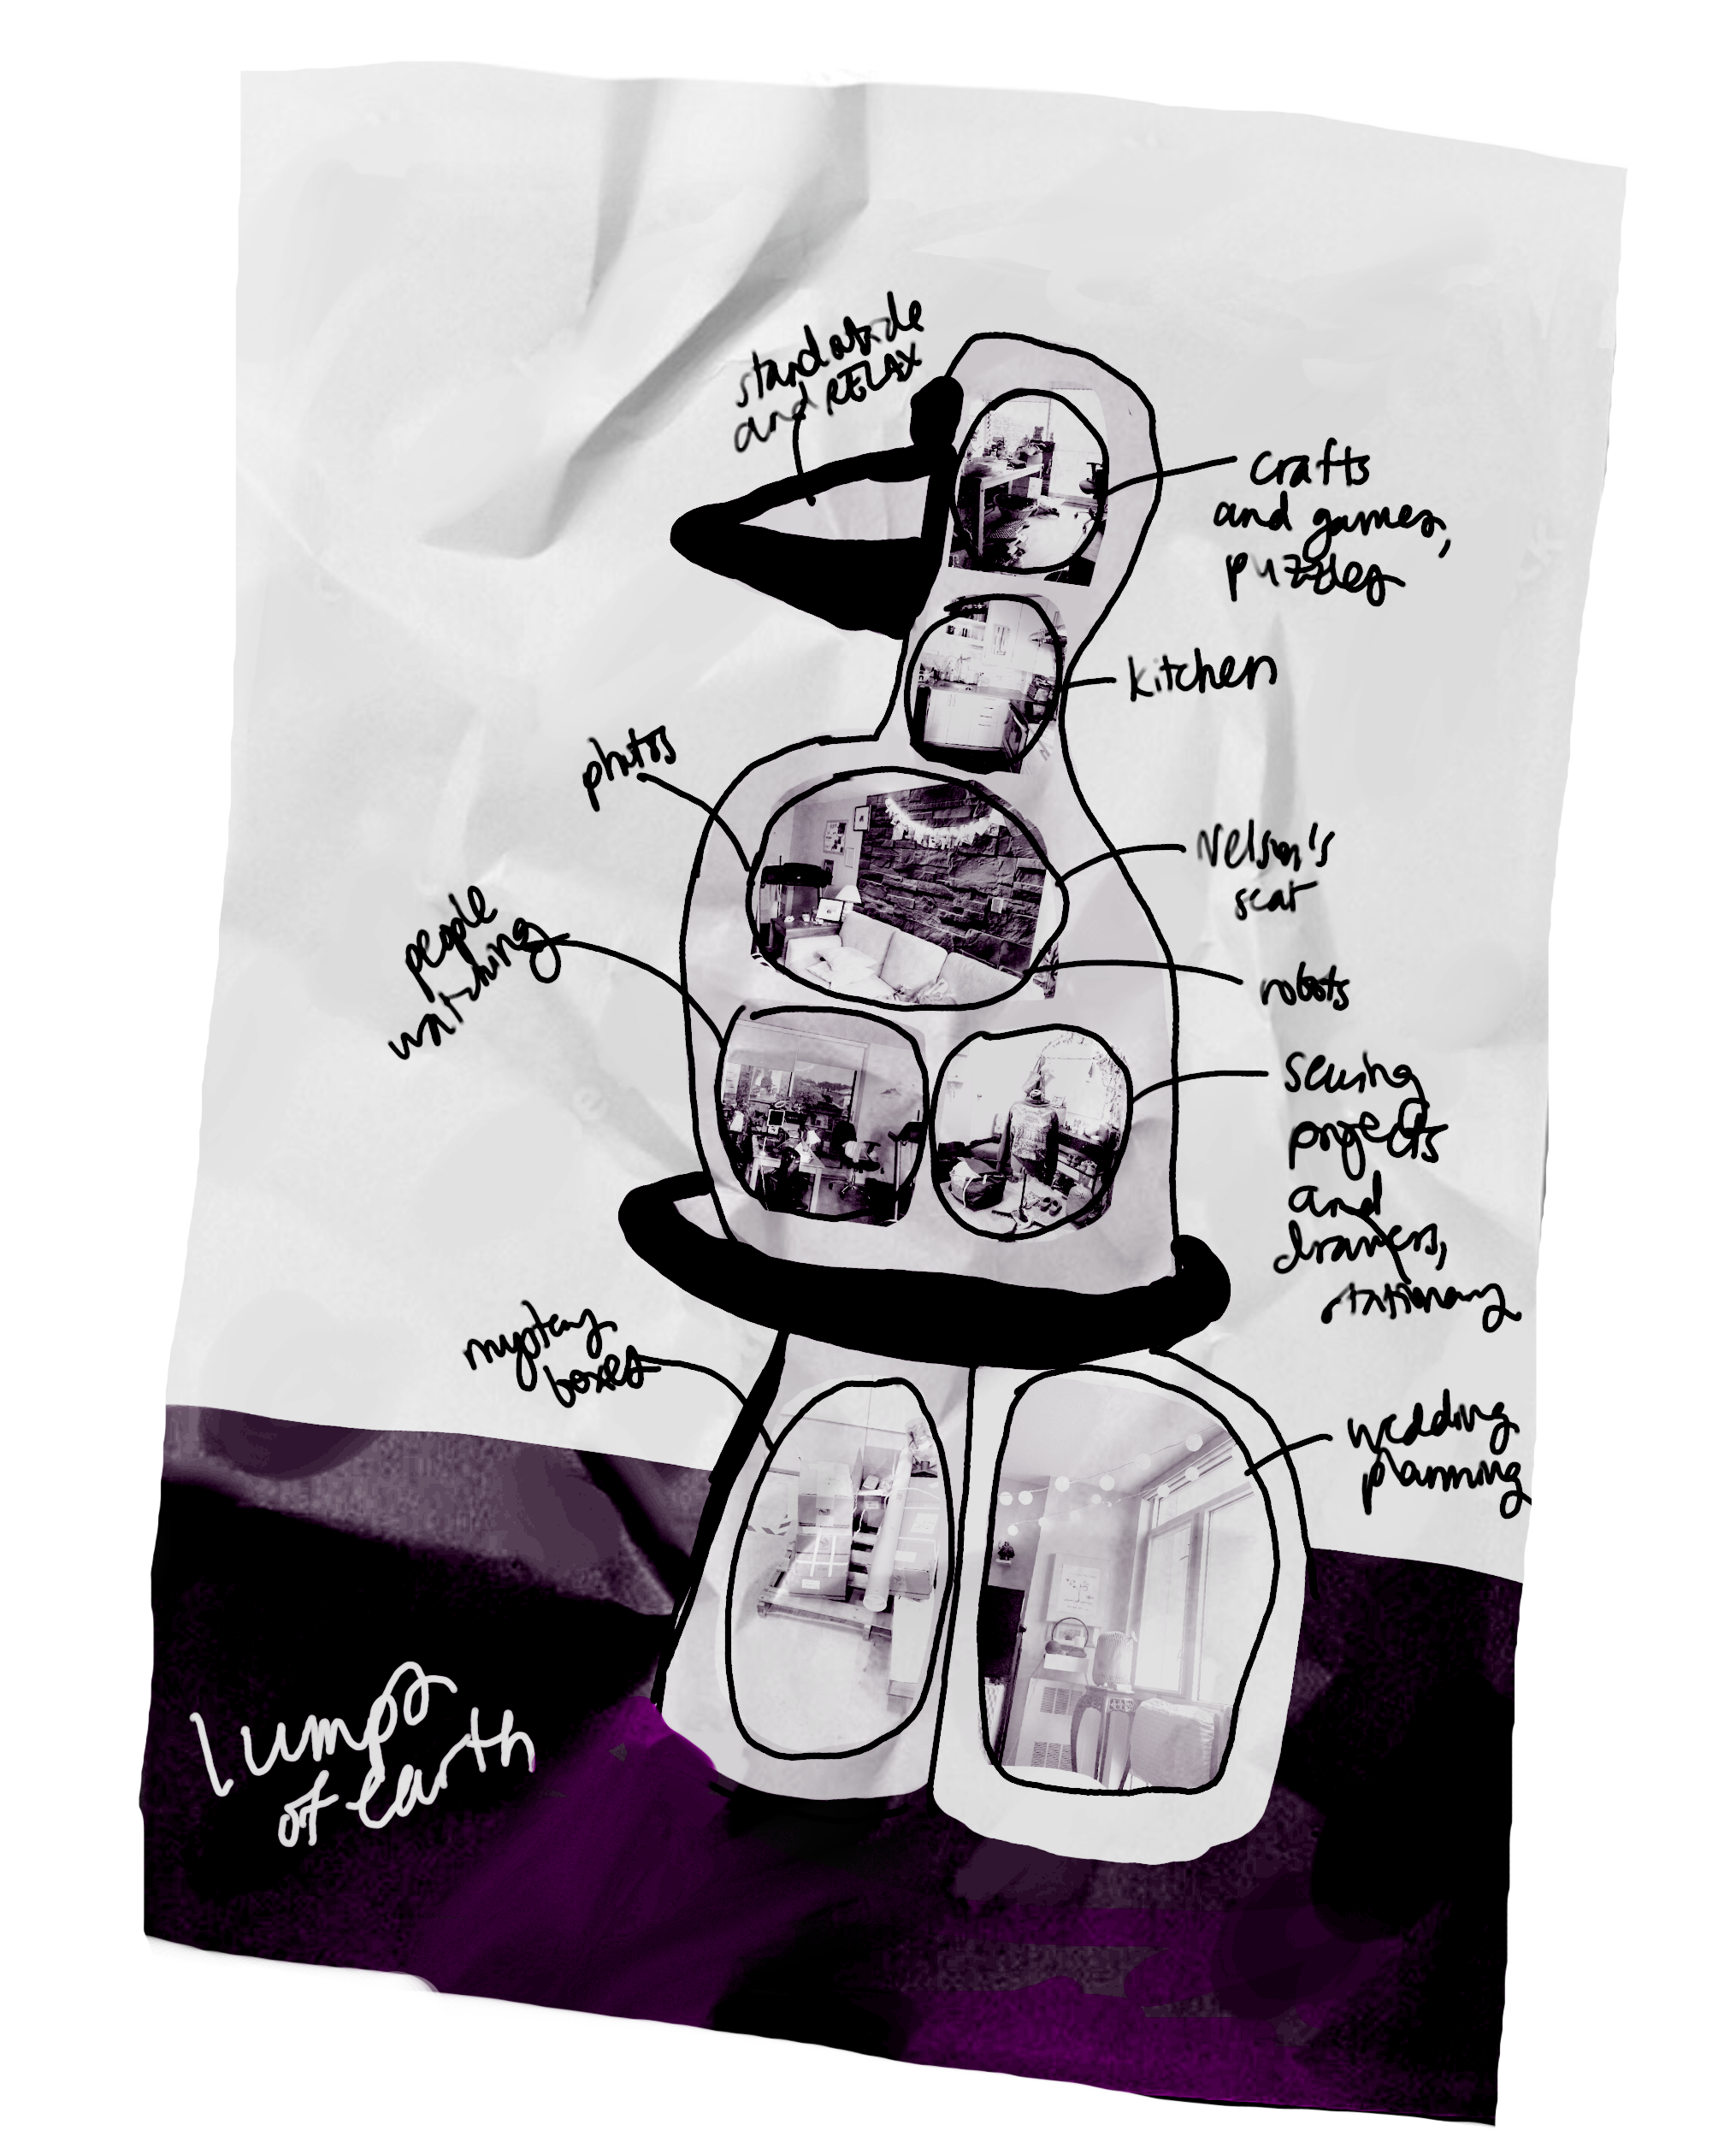 stand outside
and RELAX
crafts
and games,
puzzles
kitchen
photos
Nelson's
seat
people
watching
robots
sewing
projects
and
drawers,
stationary
mystery
boxes
wedding
planning
lumps
of earth